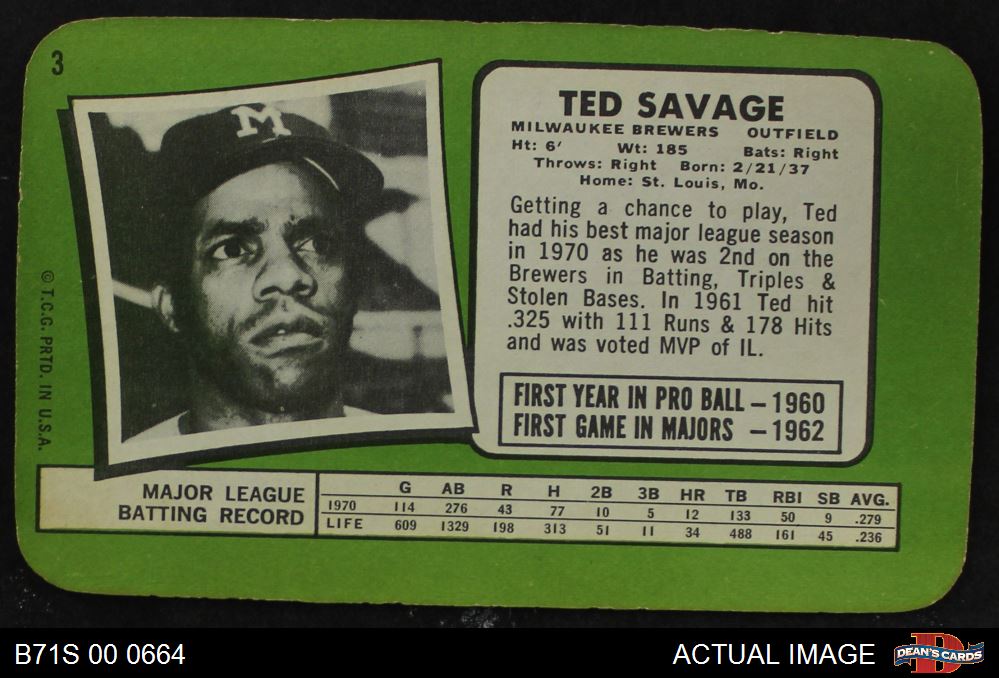 3
M
© T.C.G. PRTD. IN U.S.A.
TED SAVAGE
MILWAUKEE BREWERS OUTFIELD
Ht: 6' Wt: 185 Bats: Right
Throws: Right Born: 2/21/37
Home: St. Louis, Mo.
Getting a chance to play, Ted
had his best major league season
in 1970 as he was 2nd on the
Brewers in Batting, Triples &
Stolen Bases. In 1961 Ted hit
.325 with 111 Runs & 178 Hits
and was voted MVP of IL.
FIRST YEAR IN PRO BALL – 1960
FIRST GAME IN MAJORS – 1962
MAJOR LEAGUE
BATTING RECORD
G AB R H 2B 3B HR TB RBI SB AVG.
1970 114 276 43 77 10 5 12 133 50 9 .279
LIFE 609 1329 198 313 51 11 34 488 161 45 .236
B71S 00 0664 ACTUAL IMAGE D DEAN'S CARDS